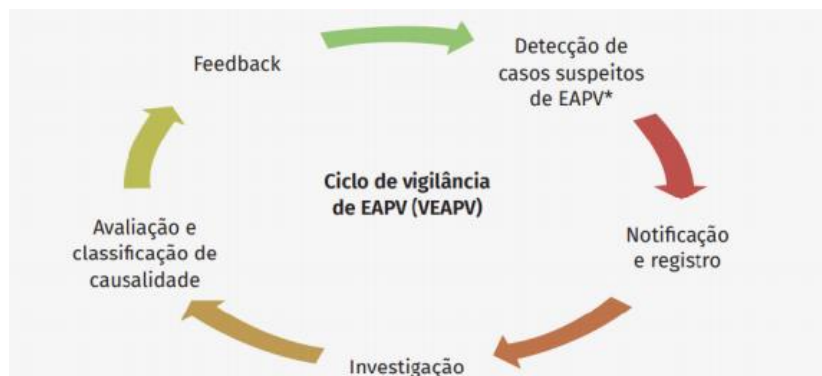 Feedback
Detecção de
casos suspeitos
de EAPV*
Ciclo de vigilância
de EAPV (VEAPV)
Notificação
e registro
Avaliação e
classificação de
causalidade
Investigação